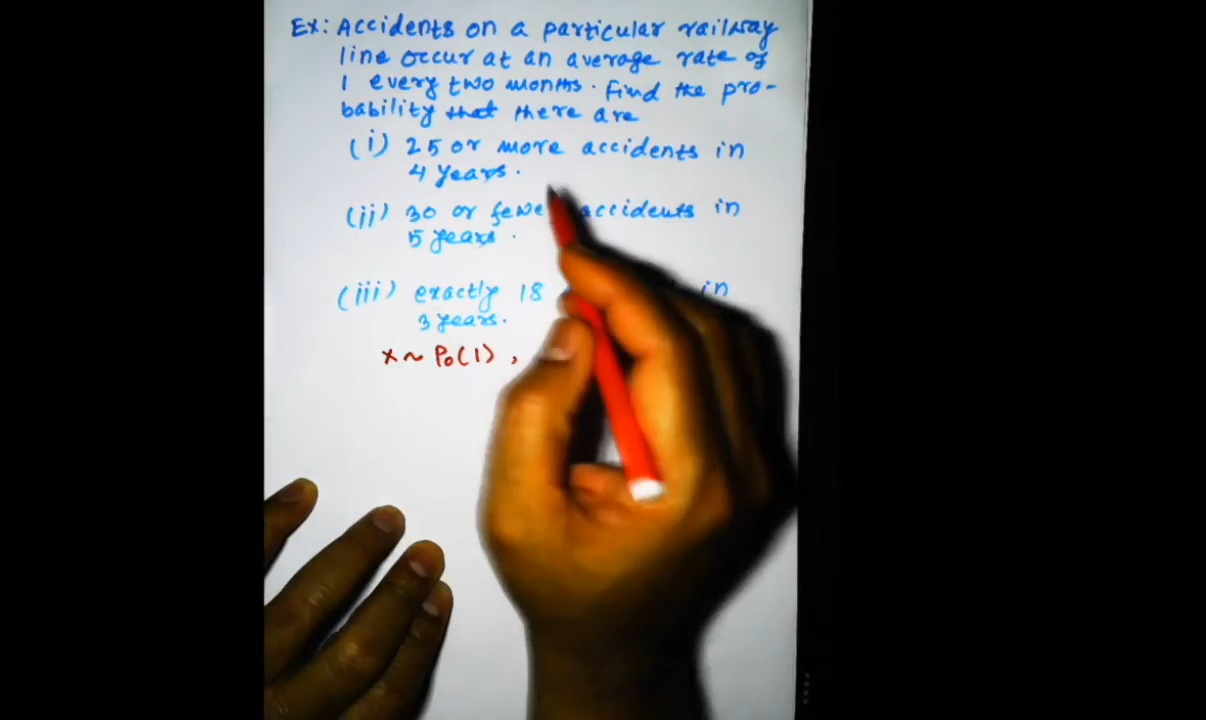 Ex: Accidents on a particular railway
line occur at an average rate of
1 every two months. Find the pro-
bability that there are
(i) 25 or more accidents in
4 years.
(ii) 30 or accidents in
5 years.
(iii) exactly 18 in
3 years.
X ~ Po(1),